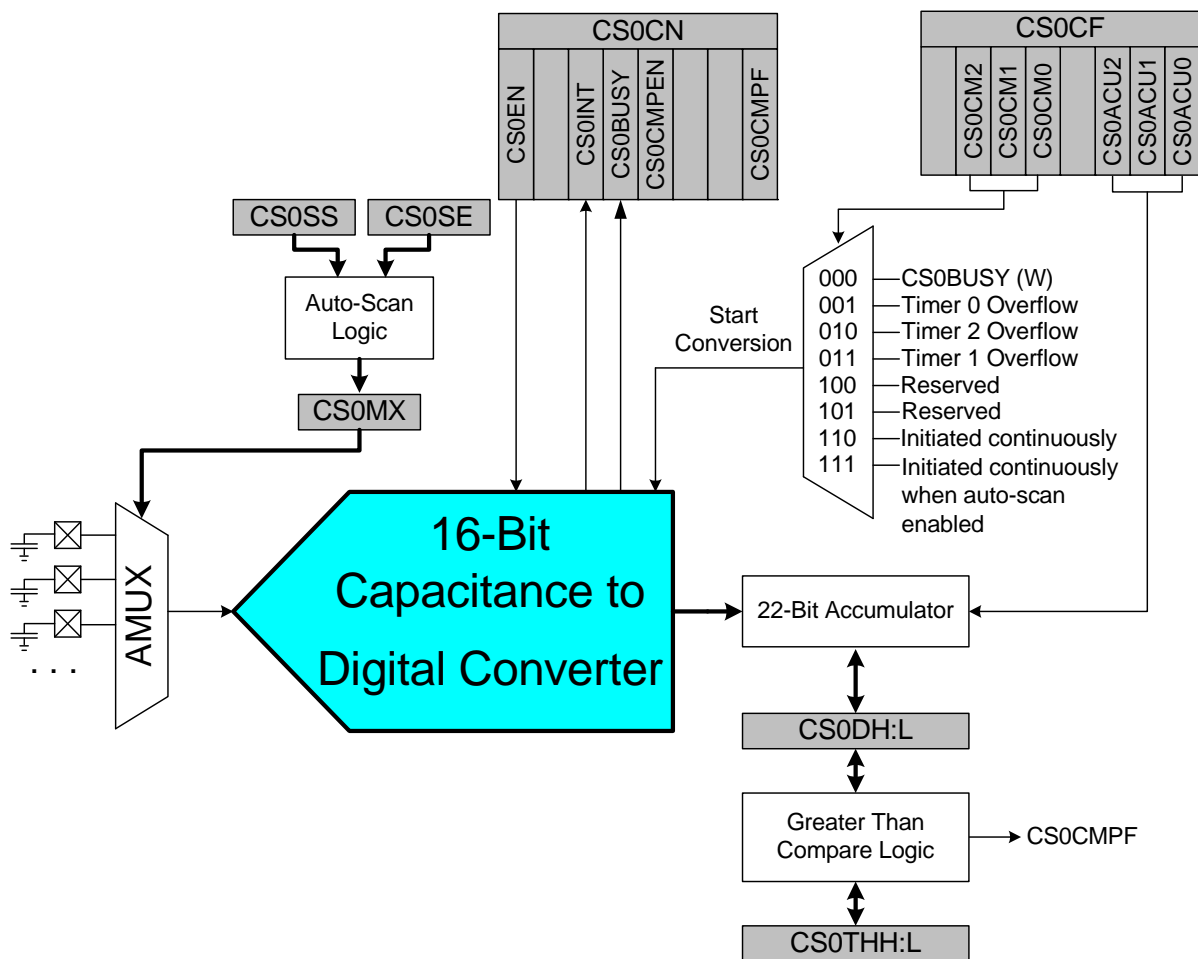 CS0CN
CS0EN
CS0INT
CS0BUSY
CS0CMPEN
CS0CMPF
CS0CF
CS0CM2
CS0CM1
CS0CM0
CS0ACU2
CS0ACU1
CS0ACU0
CS0SS
CS0SE
Auto-Scan
Logic
CS0MX
Start
Conversion
000
CS0BUSY (W)
001
Timer 0 Overflow
010
Timer 2 Overflow
011
Timer 1 Overflow
100
Reserved
101
Reserved
110
Initiated continuously
111
Initiated continuously
when auto-scan
enabled
AMUX
. . .
16-Bit
Capacitance to
Digital Converter
22-Bit Accumulator
CS0DH:L
Greater Than
Compare Logic
CS0CMPF
CS0THH:L